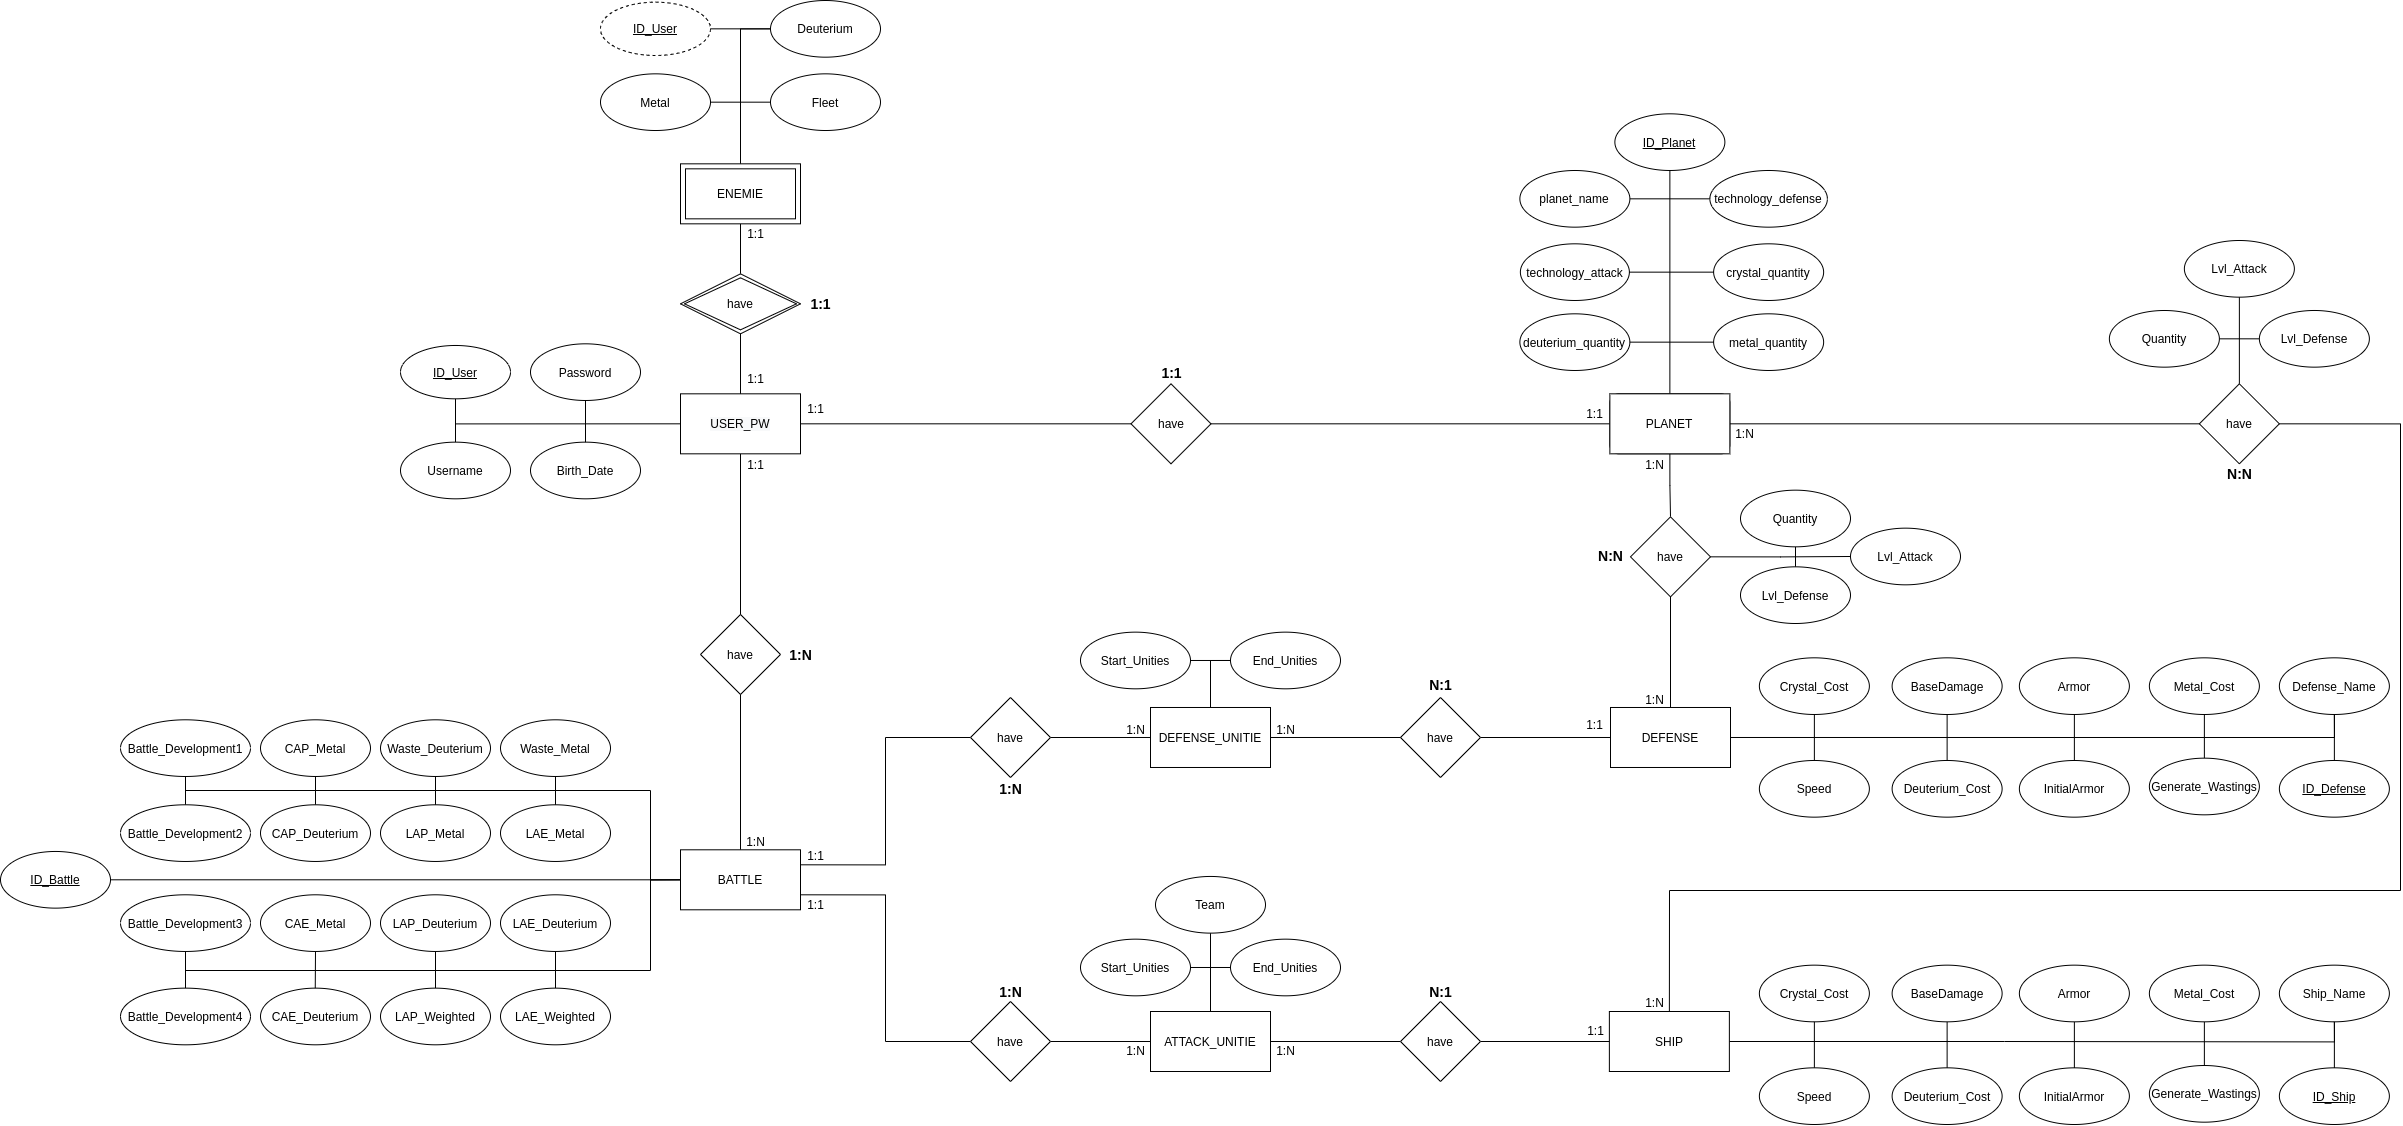 ID_User
Deuterium
Metal
Fleet
ENEMIE
1:1
have
1:1
1:1
ID_User
Password
USER_PW
Username
Birth_Date
1:1
1:1
1:1
have
1:1
ID_Planet
planet_name
technology_defense
technology_attack
crystal_quantity
deuterium_quantity
metal_quantity
PLANET
1:N
1:N
Lvl_Attack
Quantity
Lvl_Defense
have
N:N
N:N
have
Quantity
Lvl_Attack
Lvl_Defense
1:N
have
1:N
1:N
Battle_Development1
CAP_Metal
Waste_Deuterium
Waste_Metal
Battle_Development2
CAP_Deuterium
LAP_Metal
LAE_Metal
ID_Battle
BATTLE
1:1
1:1
Battle_Development3
CAE_Metal
LAP_Deuterium
LAE_Deuterium
Battle_Development4
CAE_Deuterium
LAP_Weighted
LAE_Weighted
have
1:N
1:N
Start_Unities
End_Unities
DEFENSE_UNITIE
1:N
N:1
have
1:1
DEFENSE
Crystal_Cost
BaseDamage
Armor
Metal_Cost
Defense_Name
Speed
Deuterium_Cost
InitialArmor
Generate_Wastings
ID_Defense
1:N
have
1:N
Team
Start_Unities
End_Unities
ATTACK_UNITIE
1:N
N:1
have
1:1
1:N
SHIP
Crystal_Cost
BaseDamage
Armor
Metal_Cost
Ship_Name
Speed
Deuterium_Cost
InitialArmor
Generate_Wastings
ID_Ship